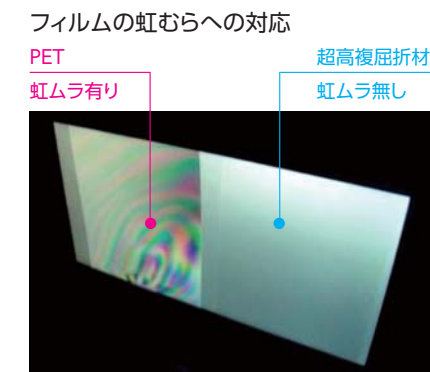 フィルムの虹むらへの対応
PET
虹ムラ有り
超高複屈折材
虹ムラ無し